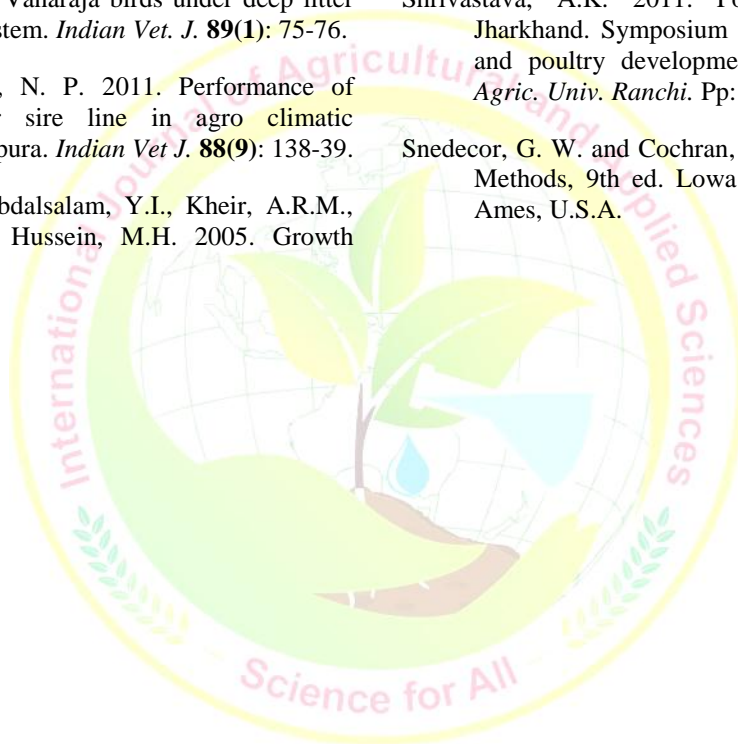 Vanaraja birds under deep litter
stem. Indian Vet. J. 89(1): 75-76.
, N. P. 2011. Performance of
sire line in agro climatic
pura. Indian Vet J. 88(9): 138-39.
bdalsalam, Y.I., Kheir, A.R.M.,
Hussein, M.H. 2005. Growth
Shrivastava, A.K. 2011.
Jharkhand. Symposium
and poultry developme
Agric. Univ. Ranchi. Pp:
Snedecor, G. W. and Cochran,
Methods, 9th ed. Lowa
Ames, U.S.A.
International Journal of Agricultural and Applied Sciences
Science for All